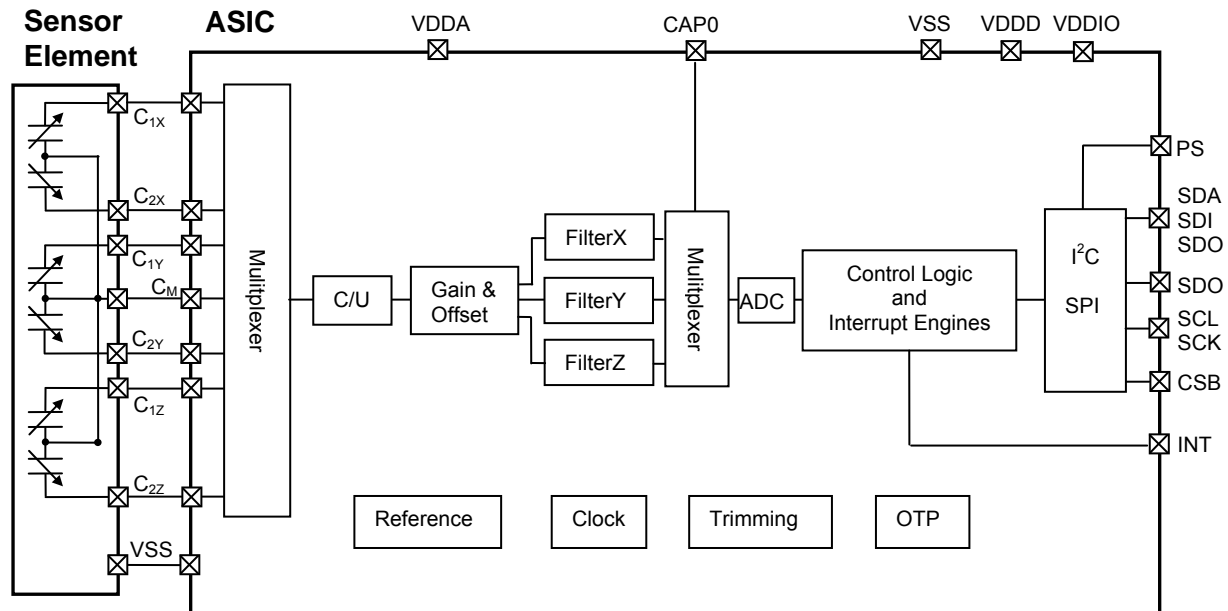 Sensor
Element
ASIC
VDDA
CAP0
VSS
VDDD
VDDIO
C1X
C2X
C1Y
CM
C2Y
C1Z
C2Z
VSS
Mulitplexer
C/U
Gain &
Offset
FilterX
FilterY
FilterZ
Mulitplexer
ADC
Control Logic
and
Interrupt Engines
I²C
SPI
PS
SDA
SDI
SDO
SDO
SCL
SCK
CSB
INT
Reference
Clock
Trimming
OTP